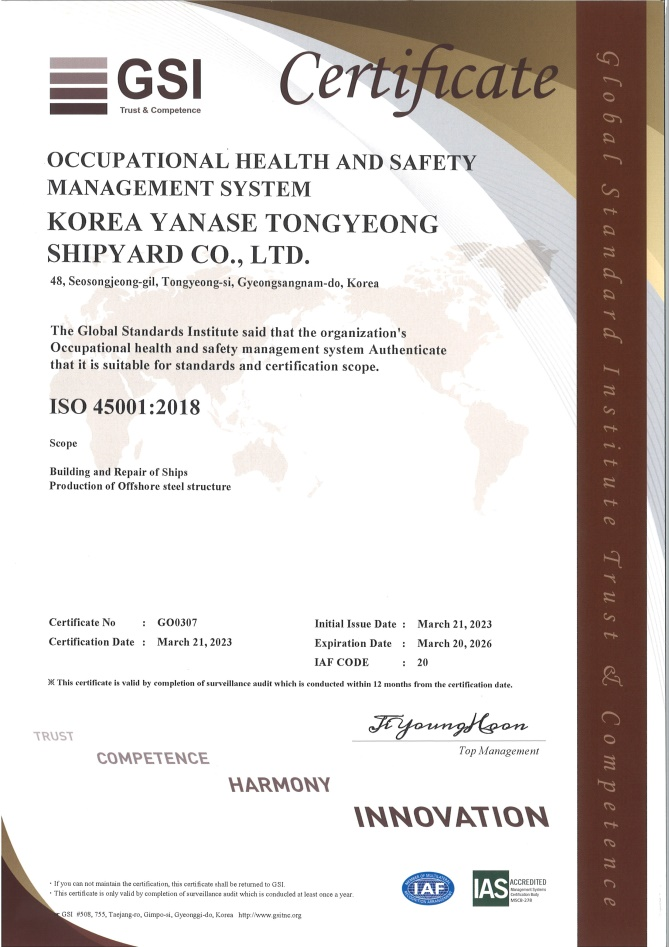 GSI
Trust & Competence
Certificate
OCCUPATIONAL HEALTH AND SAFETY
MANAGEMENT SYSTEM
KOREA YANASE TONGYEONG
SHIPYARD CO., LTD.
48, Seosongjeong-gil, Tongyeong-si, Gyeongsangnam-do, Korea
The Global Standards Institute said that the organization's
Occupational health and safety management system Authenticate
that it is suitable for standards and certification scope.
ISO 45001:2018
Scope
Building and Repair of Ships
Production of Offshore steel structure
Certificate No : GO0307
Certification Date : March 21, 2023
Initial Issue Date : March 21, 2023
Expiration Date : March 20, 2026
IAF CODE : 20
※ This certificate is valid by completion of surveillance audit which is conducted within 12 months from the certification date.
Ji Young Hoon
Top Management
TRUST
COMPETENCE
HARMONY
INNOVATION
· If you can not maintain the certification, this certificate shall be returned to GSI.
· This certificate is only valid by completion of surveillance audit which is conducted at least once a year.
GSI #508, 755, Taejang-ro, Gimpo-si, Gyeonggi-do, Korea http://www.gsitnc.org
IAF
IAS ACCREDITED
Management Systems
Certification Body
MSCB-278
Global Standard Institute Trust & Competence